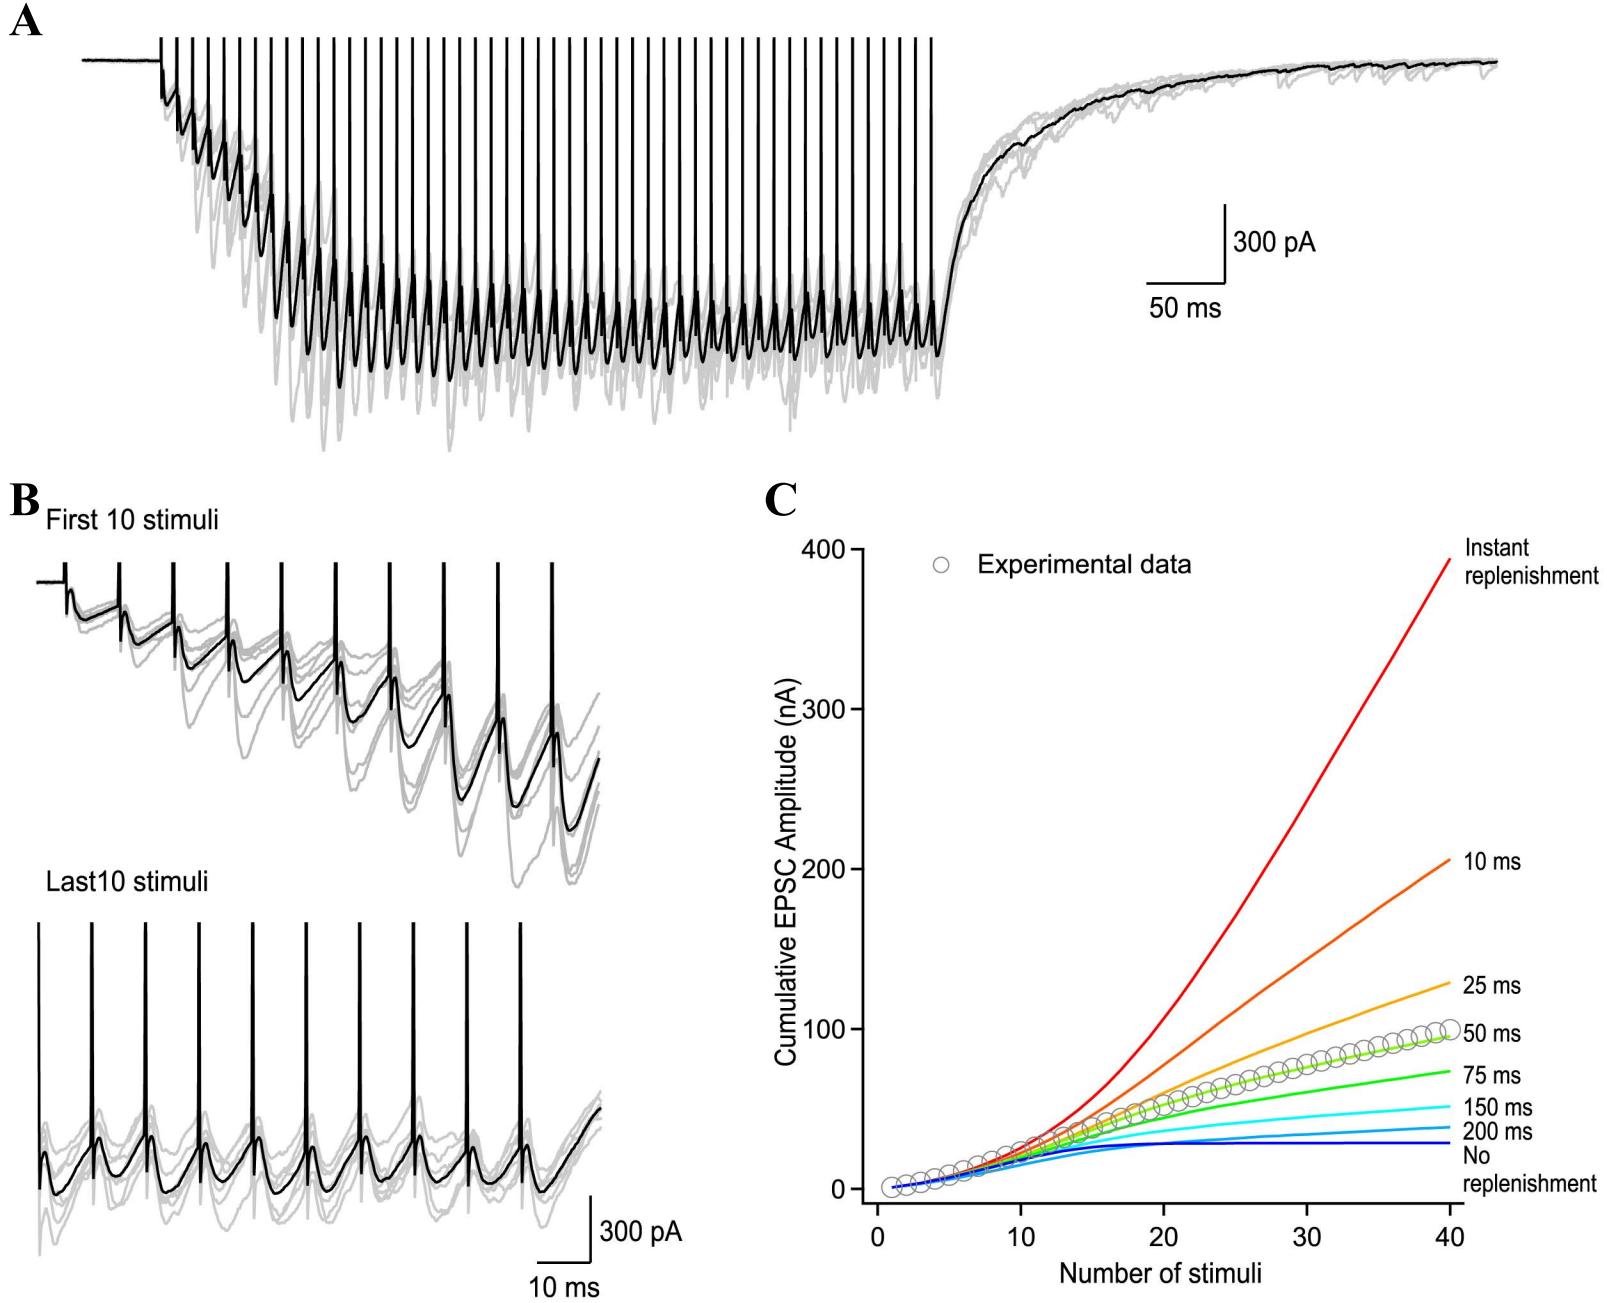 A
300 pA
50 ms
B
First 10 stimuli
Last10 stimuli
300 pA
10 ms
C
Cumulative EPSC Amplitude (nA)
400
300
200
100
0
Experimental data
Instant
replenishment
10 ms
25 ms
50 ms
75 ms
150 ms
200 ms
No
replenishment
0 10 20 30 40
Number of stimuli